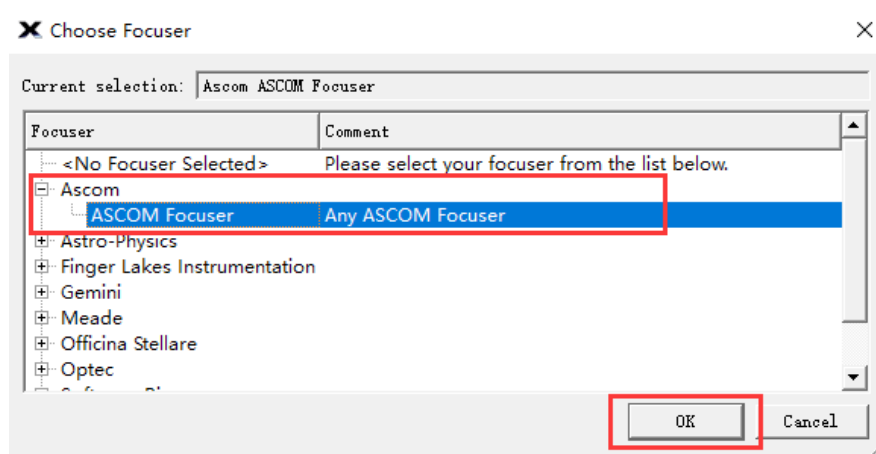 Choose Focuser
Current selection: Ascom ASCOM Focuser
Focuser Comment
<No Focuser Selected> Please select your focuser from the list below.
Ascom
ASCOM Focuser Any ASCOM Focuser
Astro-Physics
Finger Lakes Instrumentation
Gemini
Meade
Officina Stellare
Optec
OK Cancel